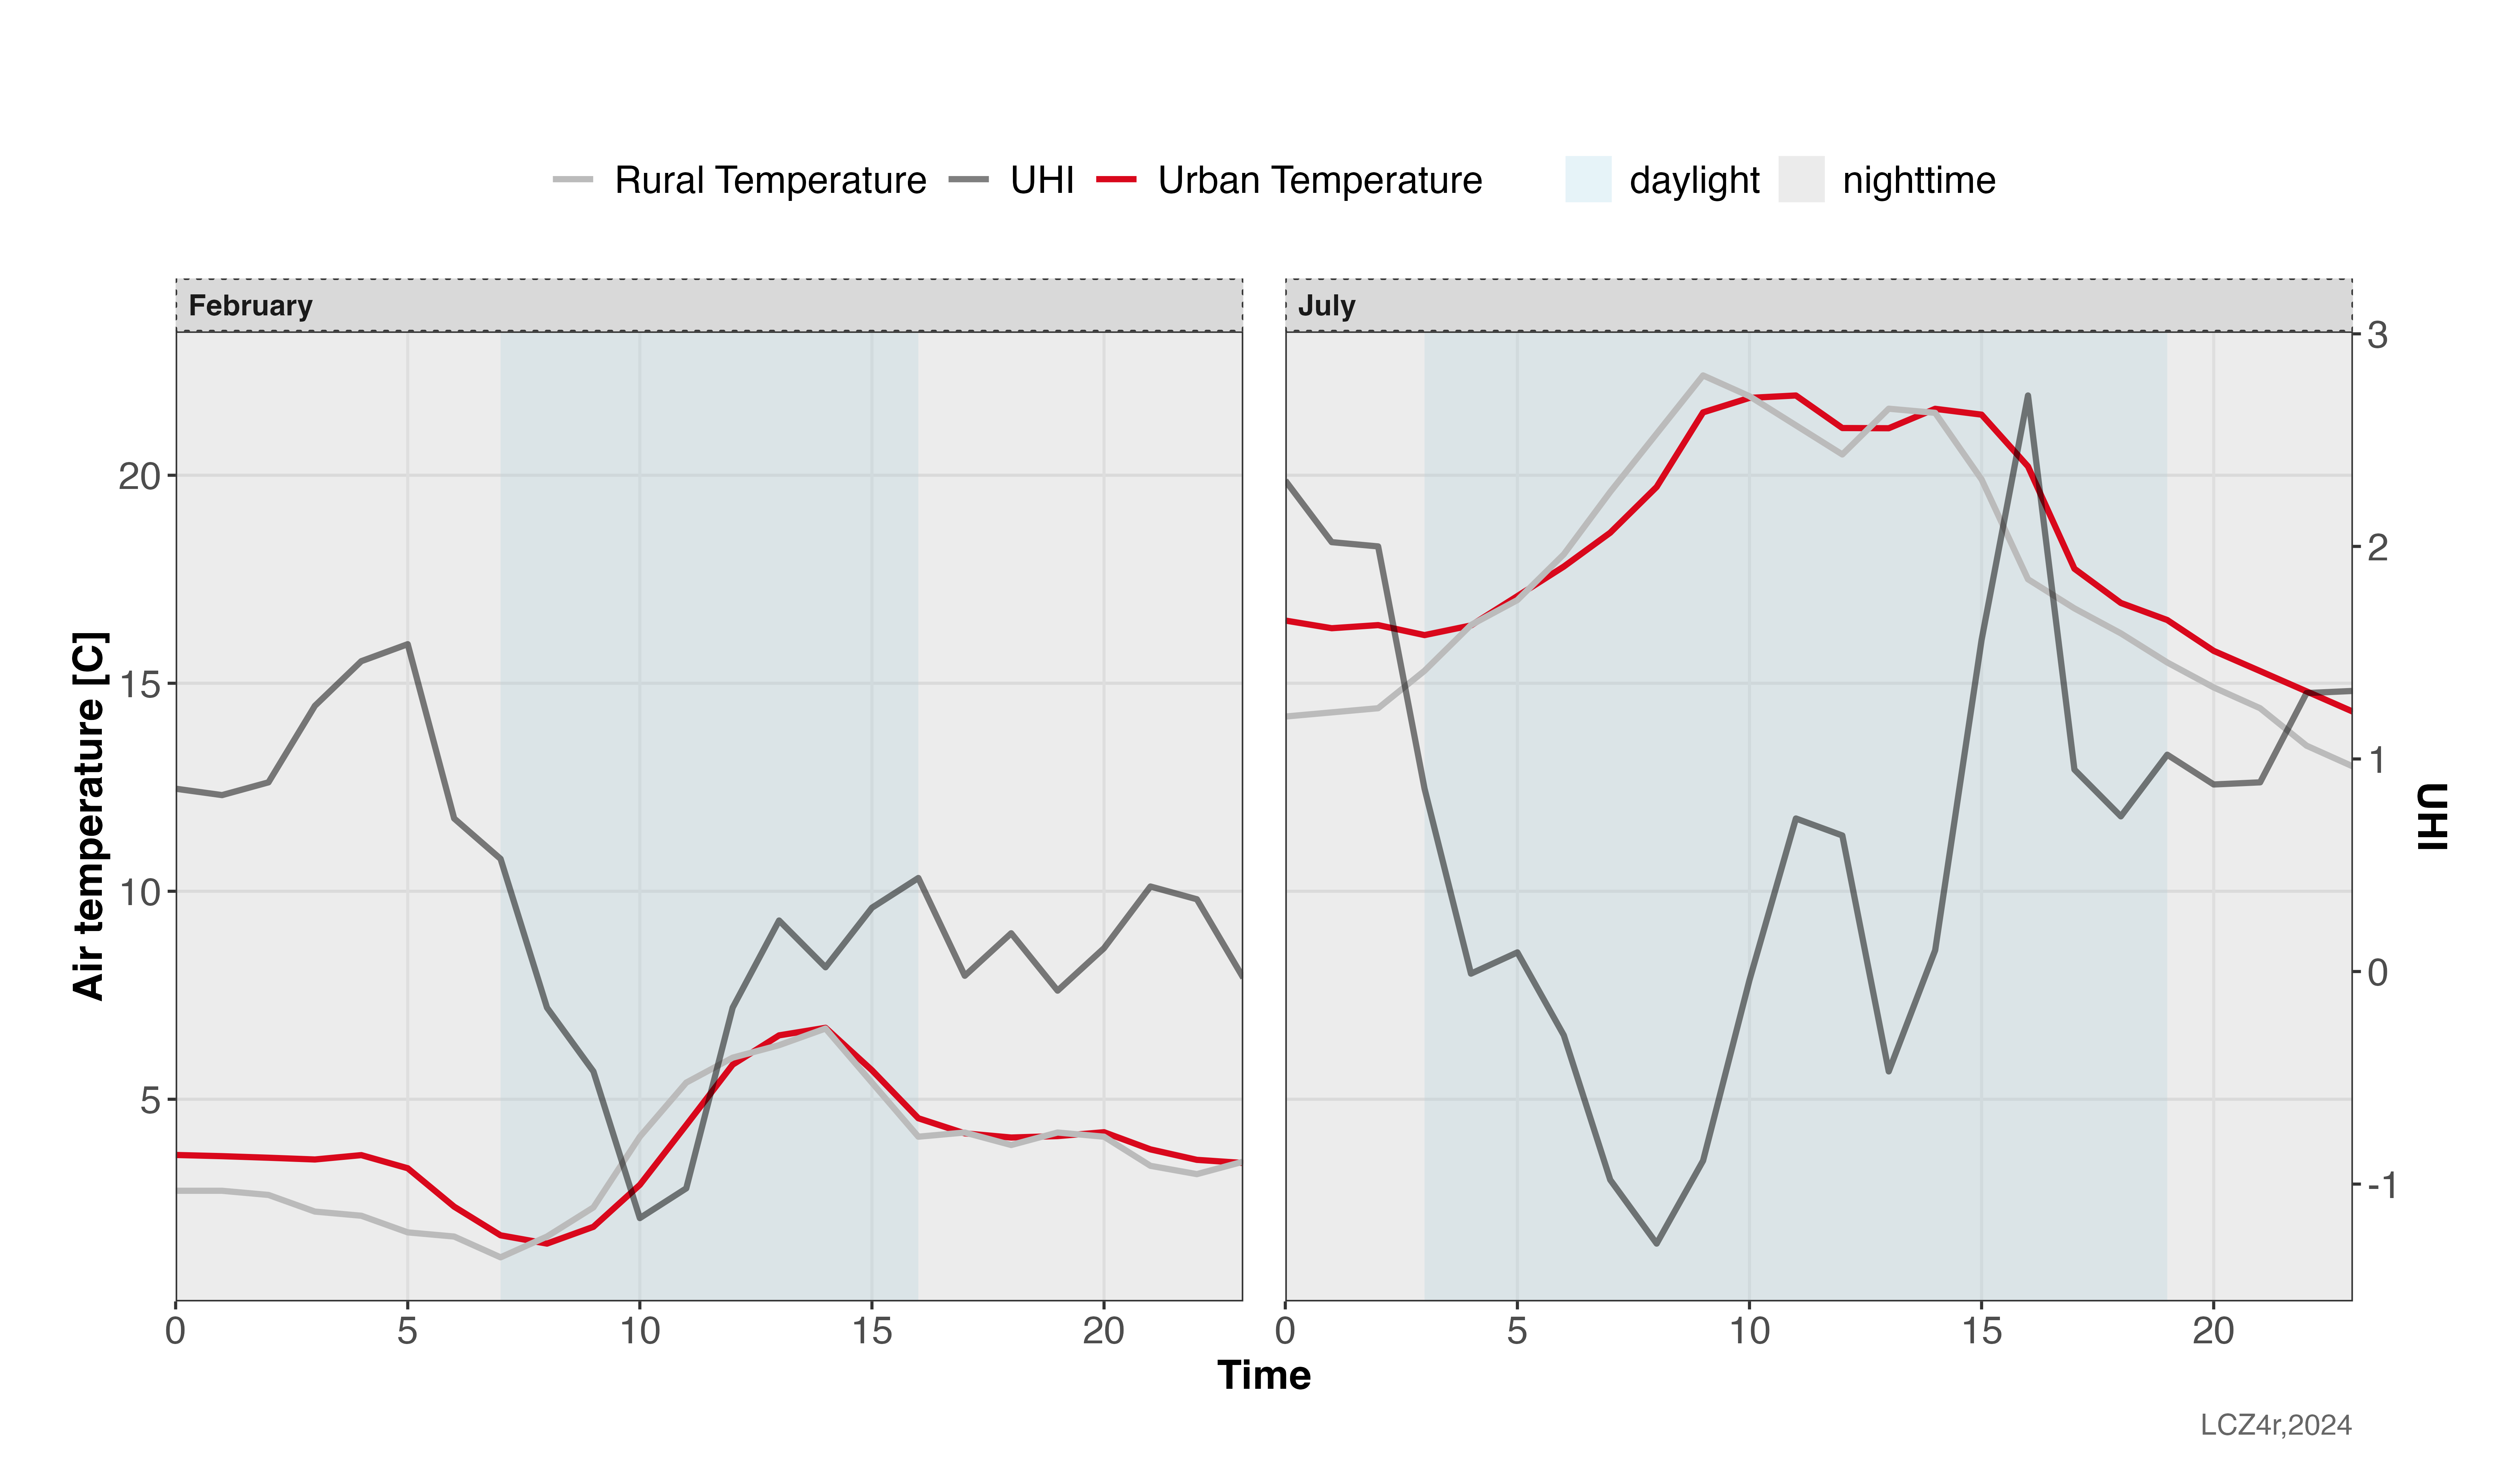 Rural Temperature UHI Urban Temperature daylight nighttime
February
July
Air temperature [C]
20
15
10
5
3
2
1
0
-1
UHI
0 5 10 15 20
0 5 10 15 20
Time
LCZ4r,2024